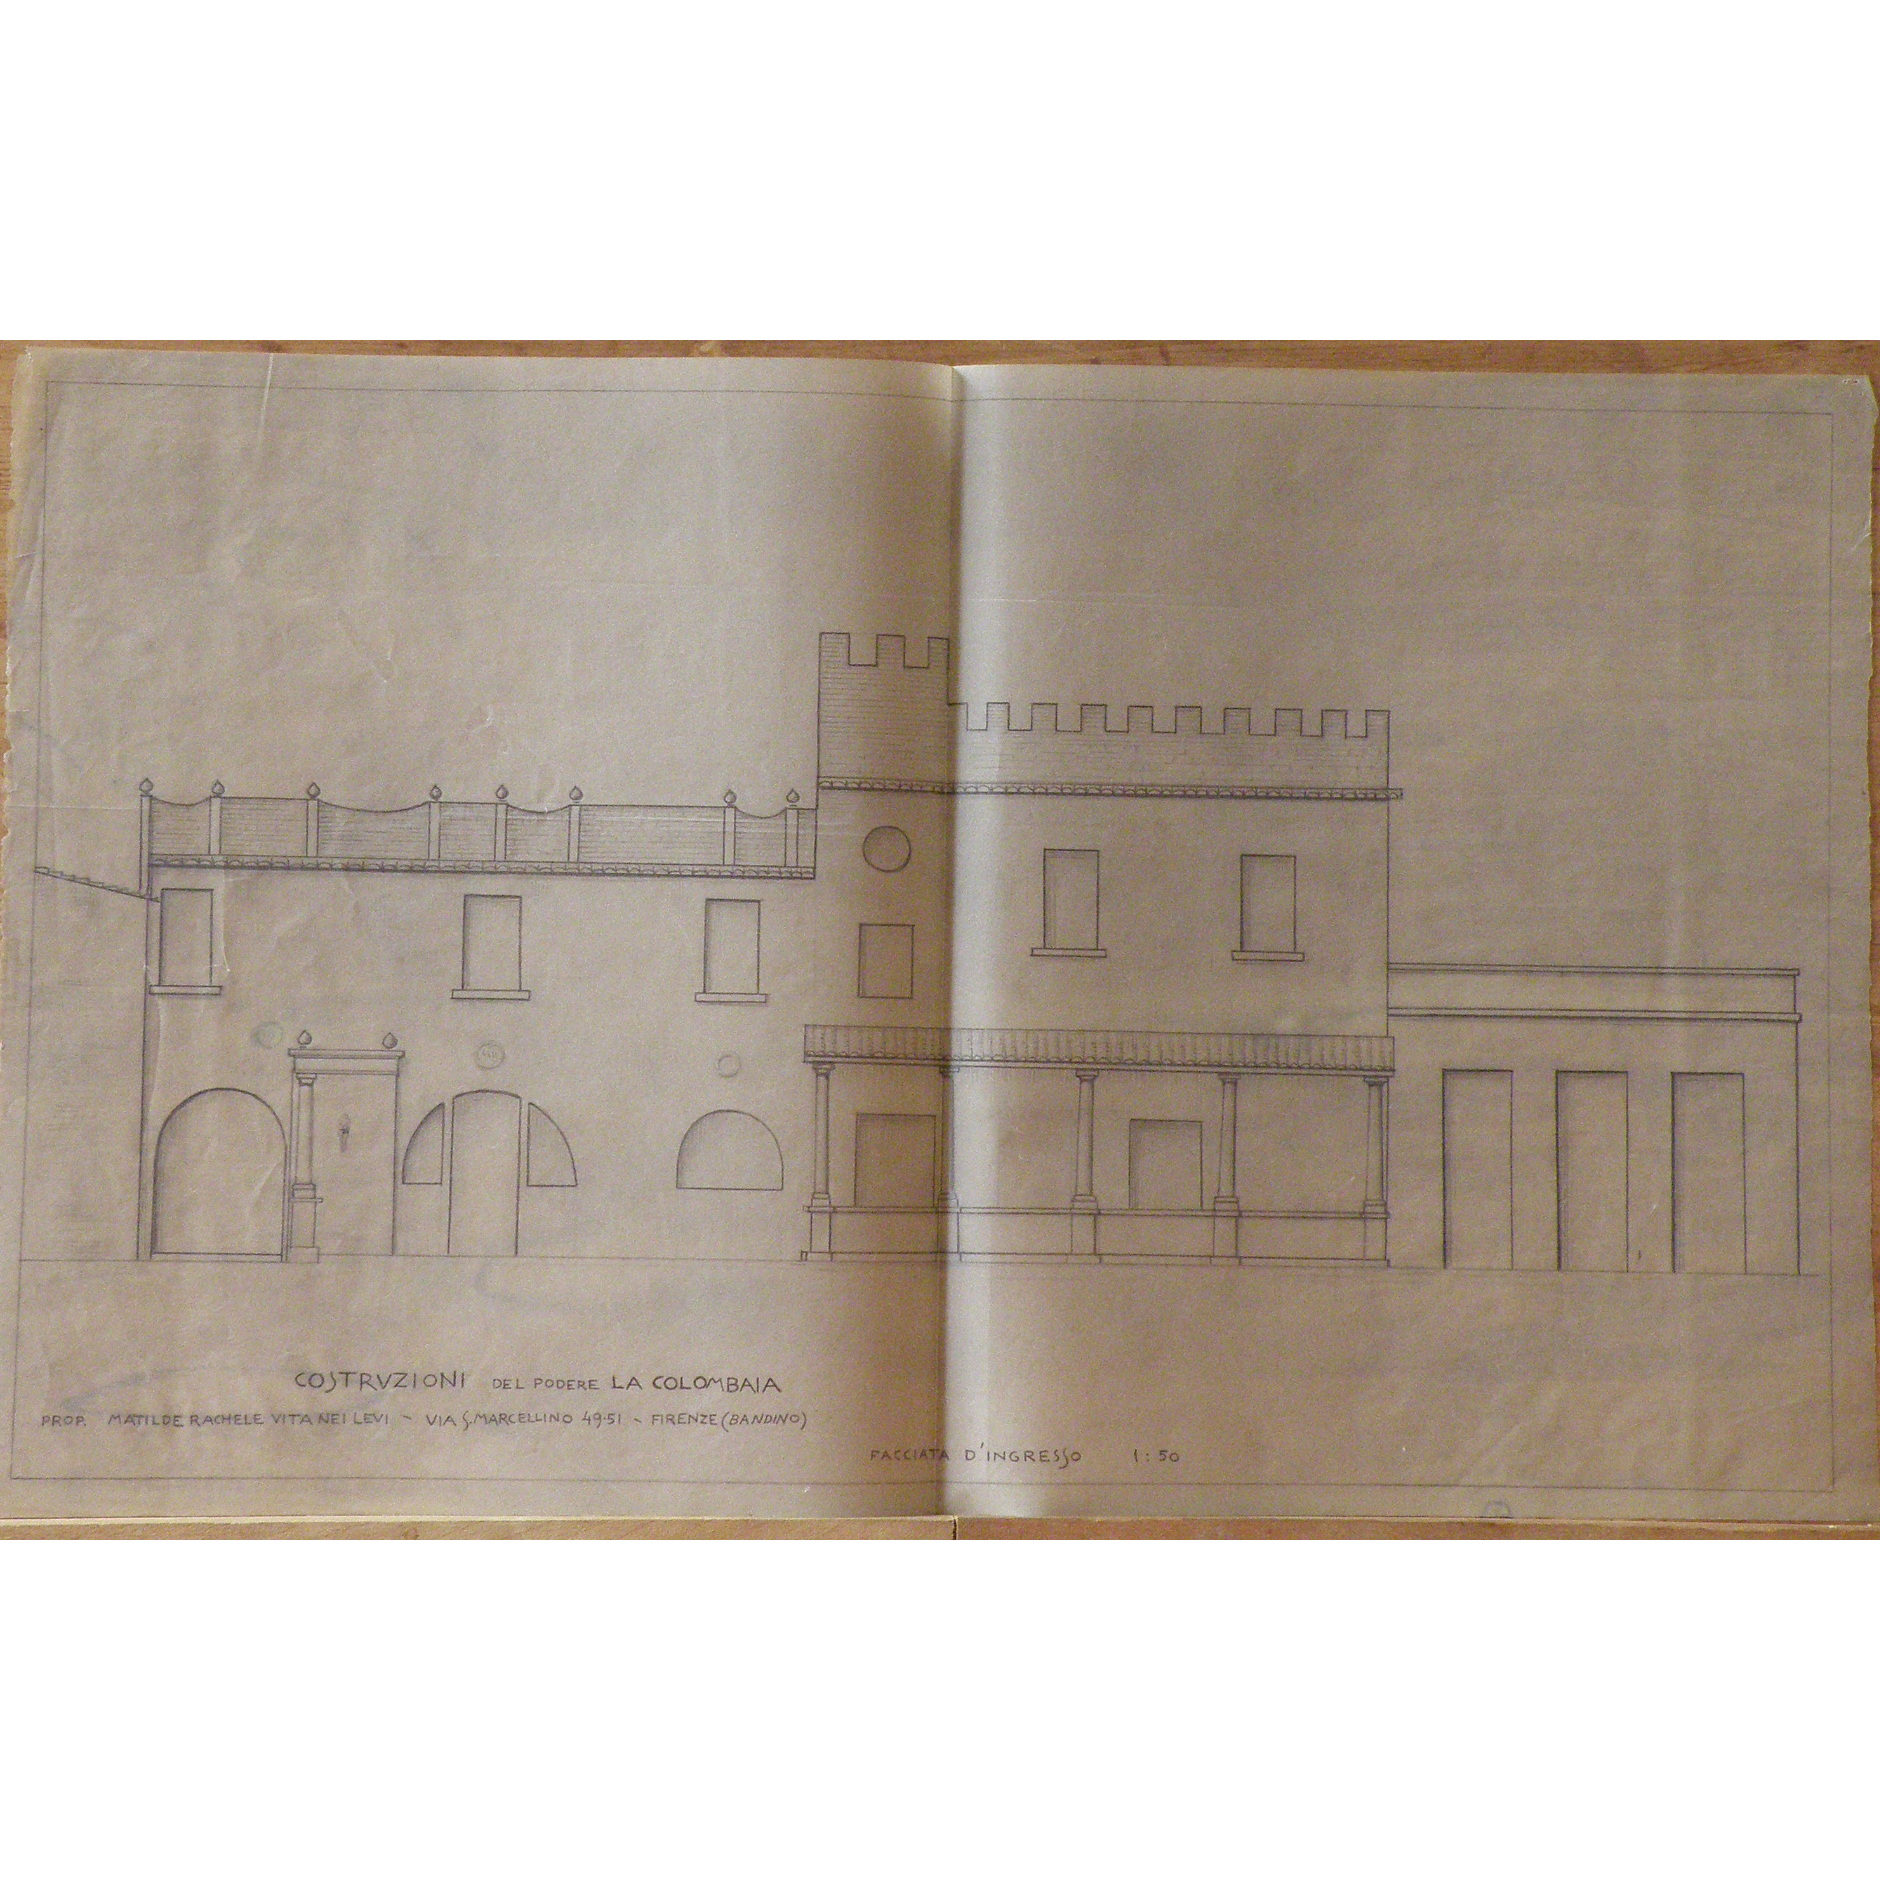 COSTRVZIONI DEL PODERE LA COLOMBAIA
PROP. MATILDE RACHELE VITA NEI LEVI - VIA S. MARCELLINO 49-51 - FIRENZE (BANDINO)
FACCIATA D'INGRESSO 1:50